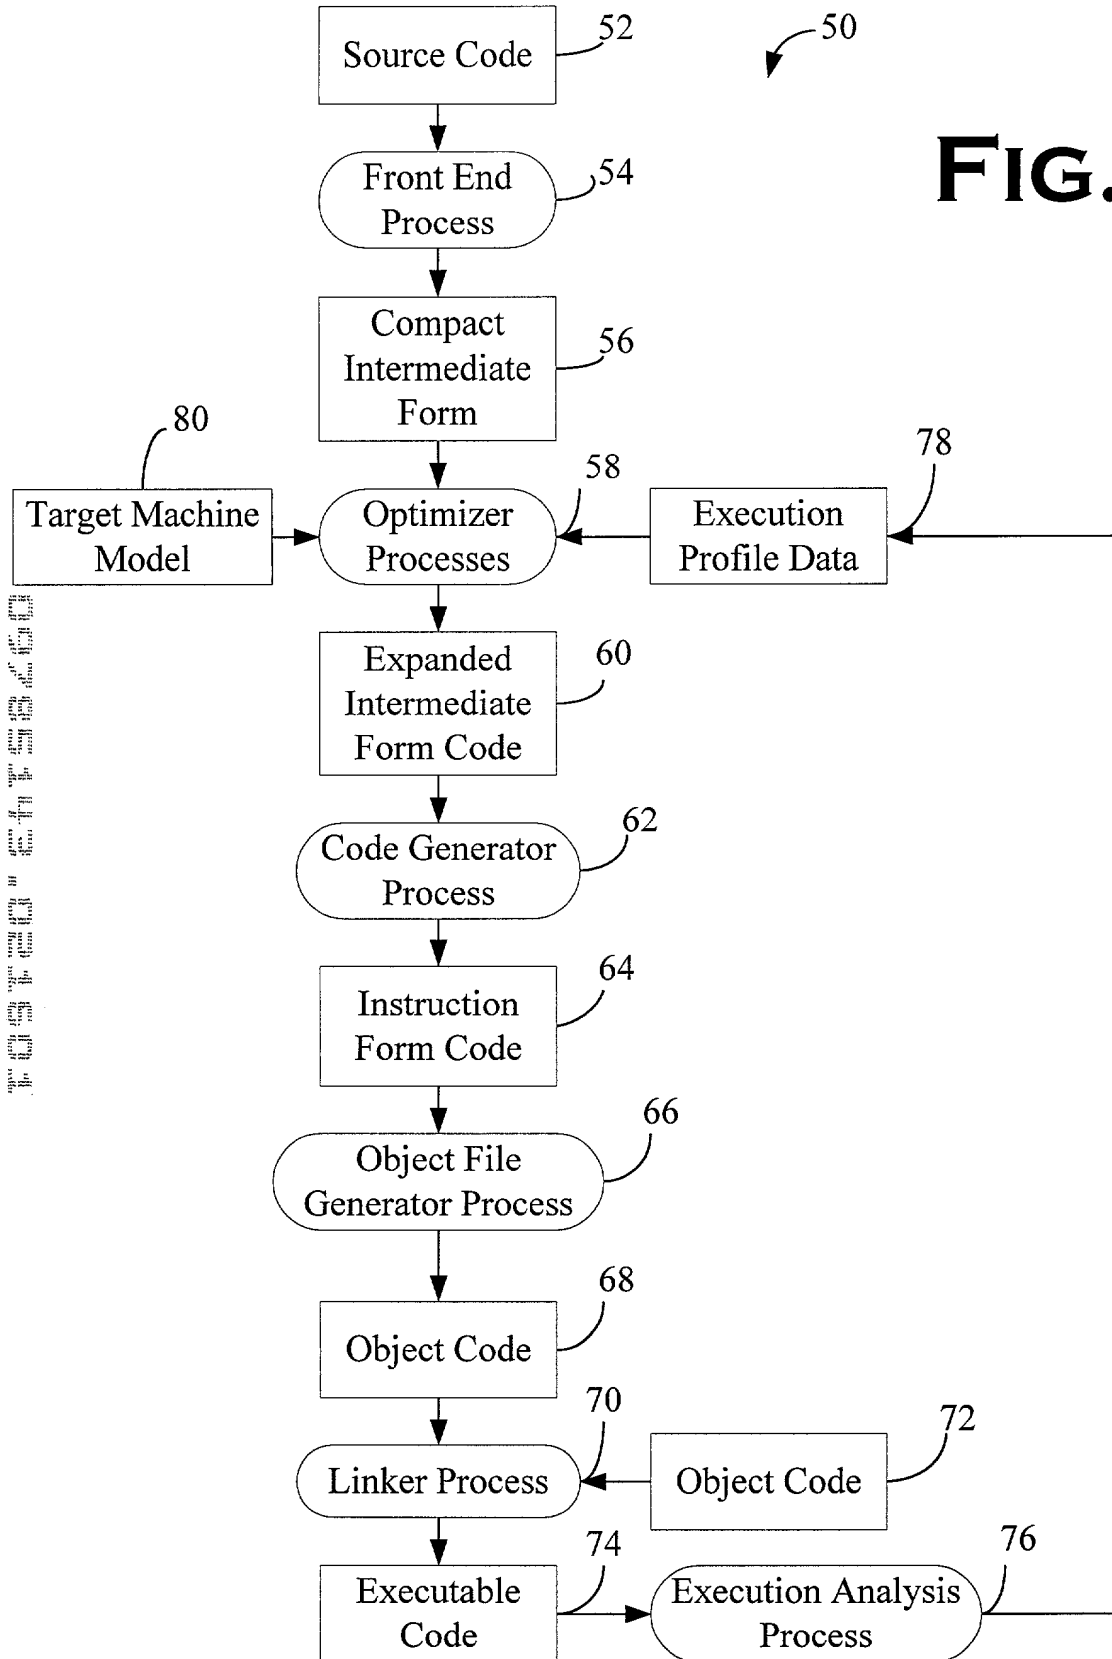 52
50
Source Code
FIG.
Front End
Process
54
Compact
Intermediate
Form
56
80
78
58
Target Machine
Model
Optimizer
Processes
Execution
Profile Data
Expanded
Intermediate
Form Code
60
Code Generator
Process
62
Instruction
Form Code
64
Object File
Generator Process
66
Object Code
68
70
72
Linker Process
Object Code
74
76
Executable
Code
Execution Analysis
Process